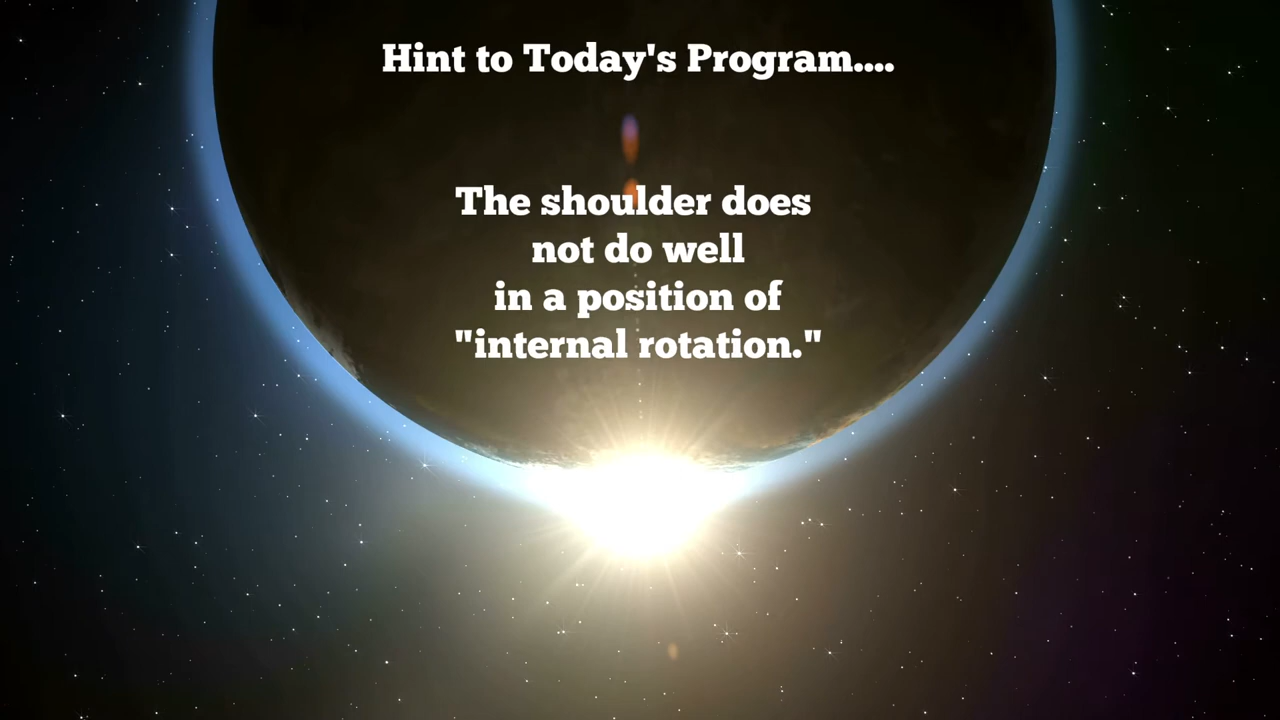 Hint to Today's Program....
The shoulder does
not do well
in a position of
"internal rotation."